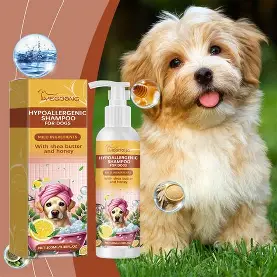 HYPOALLERGENIC
SHAMPOO
FOR DOGS
MILD INGREDIENTS
With shea butter
and honey
HYPOALLERGENIC
SHAMPOO
FOR DOGS
MILD INGREDIENTS
With shea butter
and honey